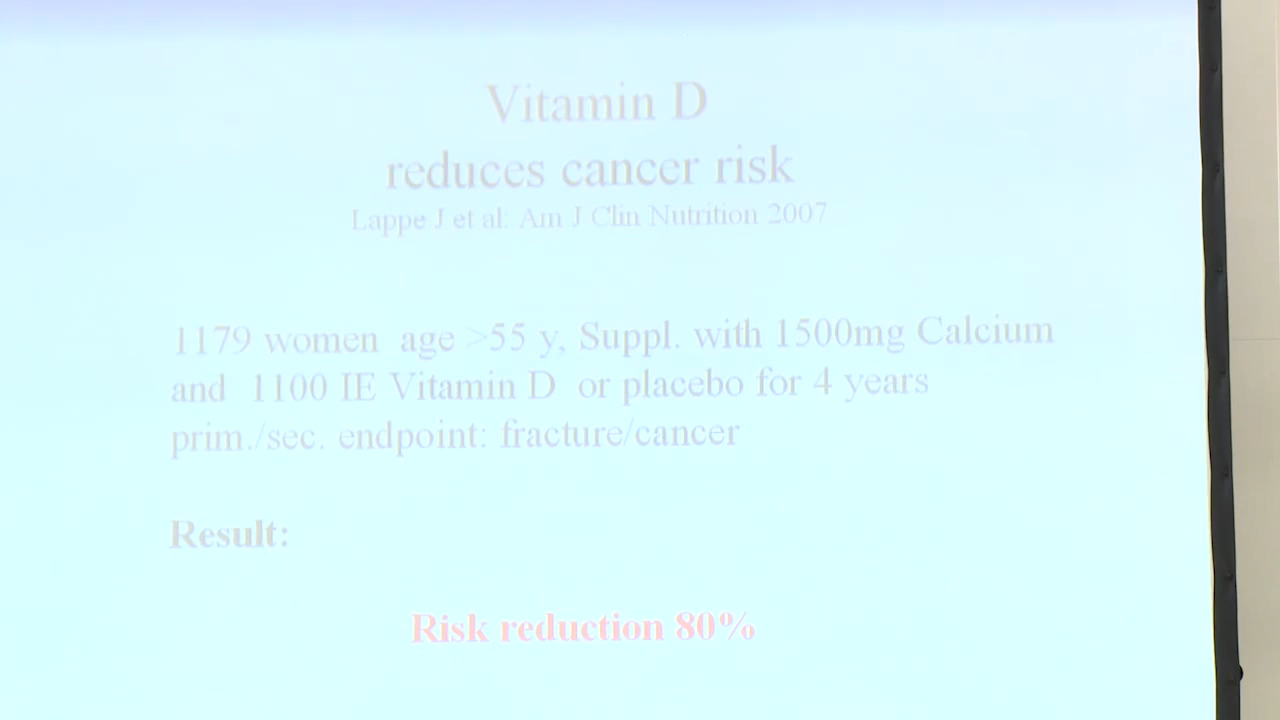 Vitamin D
reduces cancer risk
Lappe J et al: Am J Clin Nutrition 2007
1179 women age >55 y, Suppl. with 1500mg Calcium
and 1100 IE Vitamin D or placebo for 4 years
prim./sec. endpoint: fracture/cancer
Result:
Risk reduction 80%